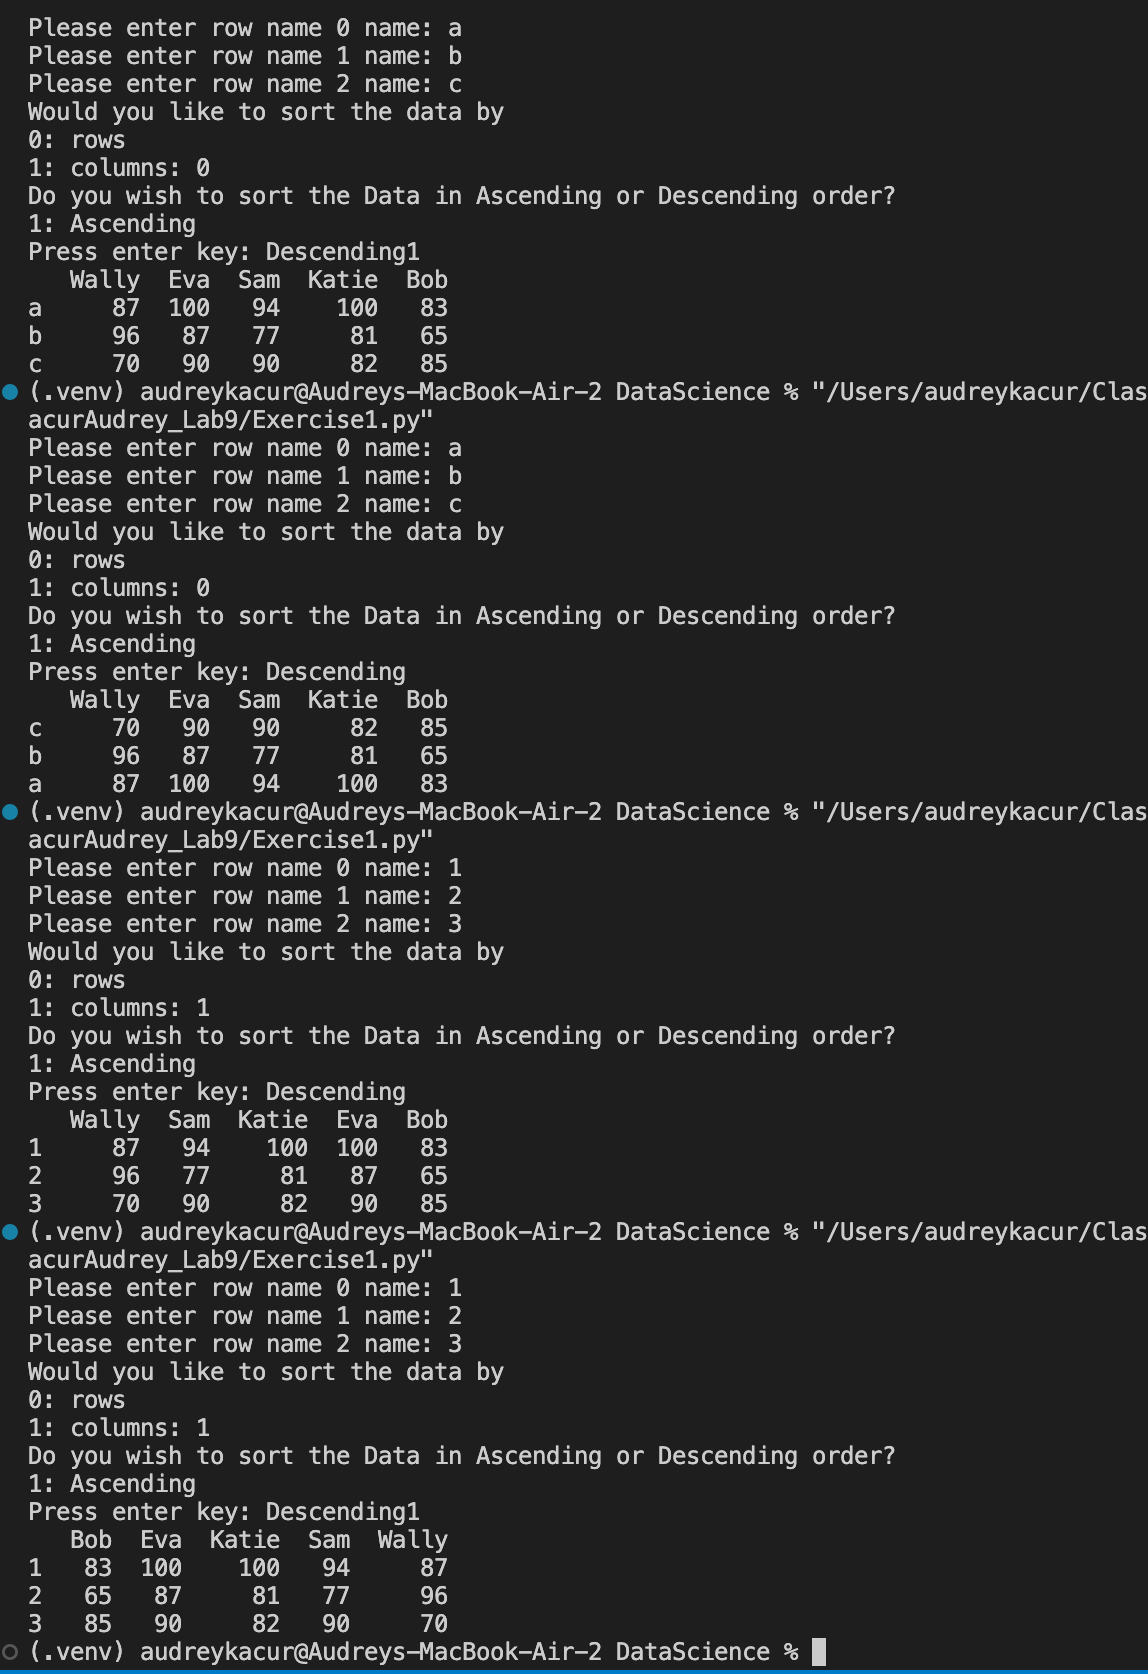 Please enter row name 0 name: a
Please enter row name 1 name: b
Please enter row name 2 name: c
Would you like to sort the data by
0: rows
1: columns: 0
Do you wish to sort the Data in Ascending or Descending order?
1: Ascending
Press enter key: Descending1
   Wally  Eva  Sam  Katie  Bob
a     87  100   94    100   83
b     96   87   77     81   65
c     70   90   90     82   85
(.venv) audreykacur@Audreys-MacBook-Air-2 DataScience % "/Users/audreykacur/Clas
acurAudrey_Lab9/Exercise1.py"
Please enter row name 0 name: a
Please enter row name 1 name: b
Please enter row name 2 name: c
Would you like to sort the data by
0: rows
1: columns: 0
Do you wish to sort the Data in Ascending or Descending order?
1: Ascending
Press enter key: Descending
   Wally  Eva  Sam  Katie  Bob
c     70   90   90     82   85
b     96   87   77     81   65
a     87  100   94    100   83
(.venv) audreykacur@Audreys-MacBook-Air-2 DataScience % "/Users/audreykacur/Clas
acurAudrey_Lab9/Exercise1.py"
Please enter row name 0 name: 1
Please enter row name 1 name: 2
Please enter row name 2 name: 3
Would you like to sort the data by
0: rows
1: columns: 1
Do you wish to sort the Data in Ascending or Descending order?
1: Ascending
Press enter key: Descending
   Wally  Sam  Katie  Eva  Bob
1     87   94    100  100   83
2     96   77     81   87   65
3     70   90     82   90   85
(.venv) audreykacur@Audreys-MacBook-Air-2 DataScience % "/Users/audreykacur/Clas
acurAudrey_Lab9/Exercise1.py"
Please enter row name 0 name: 1
Please enter row name 1 name: 2
Please enter row name 2 name: 3
Would you like to sort the data by
0: rows
1: columns: 1
Do you wish to sort the Data in Ascending or Descending order?
1: Ascending
Press enter key: Descending1
   Bob  Eva  Katie  Sam  Wally
1   83  100    100   94     87
2   65   87     81   77     96
3   85   90     82   90     70
(.venv) audreykacur@Audreys-MacBook-Air-2 DataScience %